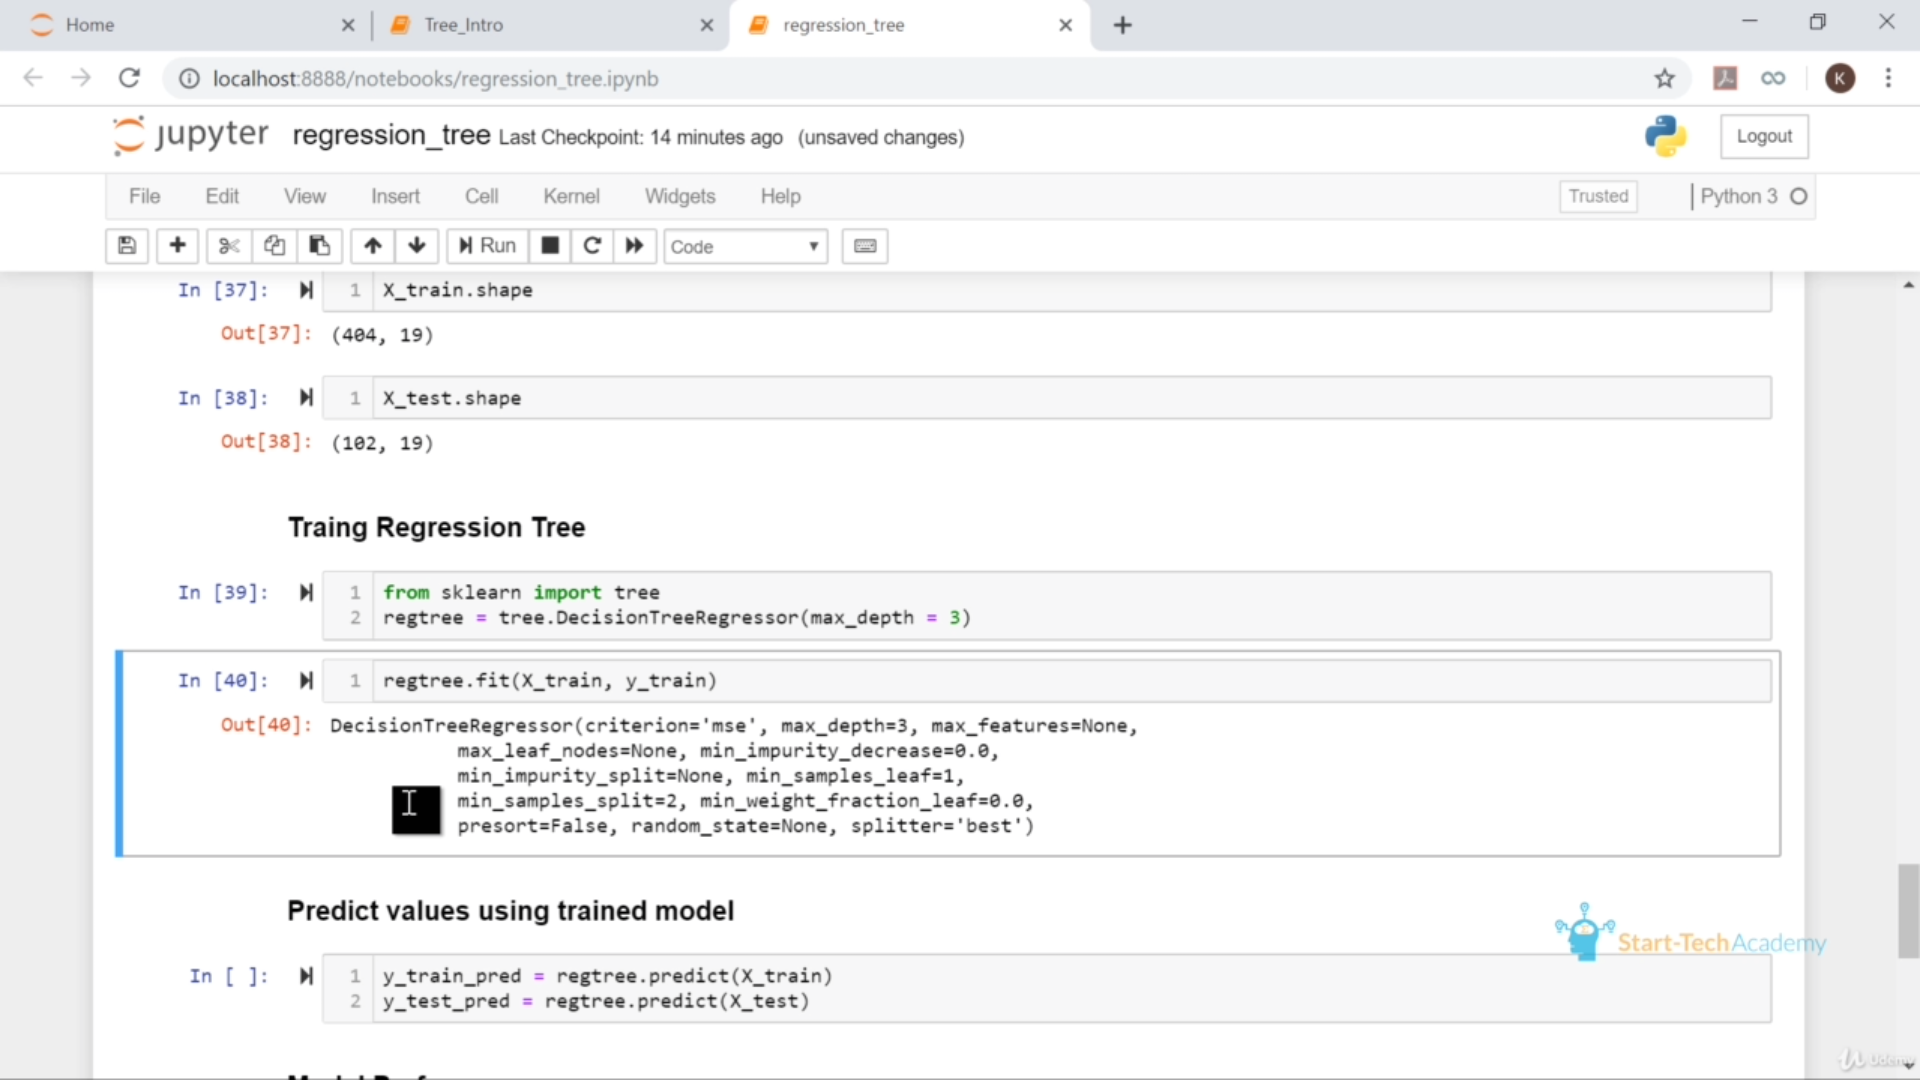 Home
Tree_Intro
regression_tree
localhost:8888/notebooks/regression_tree.ipynb
K
jupyter regression_tree Last Checkpoint: 14 minutes ago (unsaved changes)
Logout
File Edit View Insert Cell Kernel Widgets Help
Trusted
Python 3
Run
Code
In [37]: 1 X_train.shape
Out[37]: (404, 19)
In [38]: 1 X_test.shape
Out[38]: (102, 19)
Traing Regression Tree
In [39]: 1 from sklearn import tree
2 regtree = tree.DecisionTreeRegressor(max_depth = 3)
In [40]: 1 regtree.fit(X_train, y_train)
Out[40]: DecisionTreeRegressor(criterion='mse', max_depth=3, max_features=None,
max_leaf_nodes=None, min_impurity_decrease=0.0,
min_impurity_split=None, min_samples_leaf=1,
min_samples_split=2, min_weight_fraction_leaf=0.0,
presort=False, random_state=None, splitter='best')
Predict values using trained model
Start-TechAcademy
In [ ]: 1 y_train_pred = regtree.predict(X_train)
2 y_test_pred = regtree.predict(X_test)
Udemy